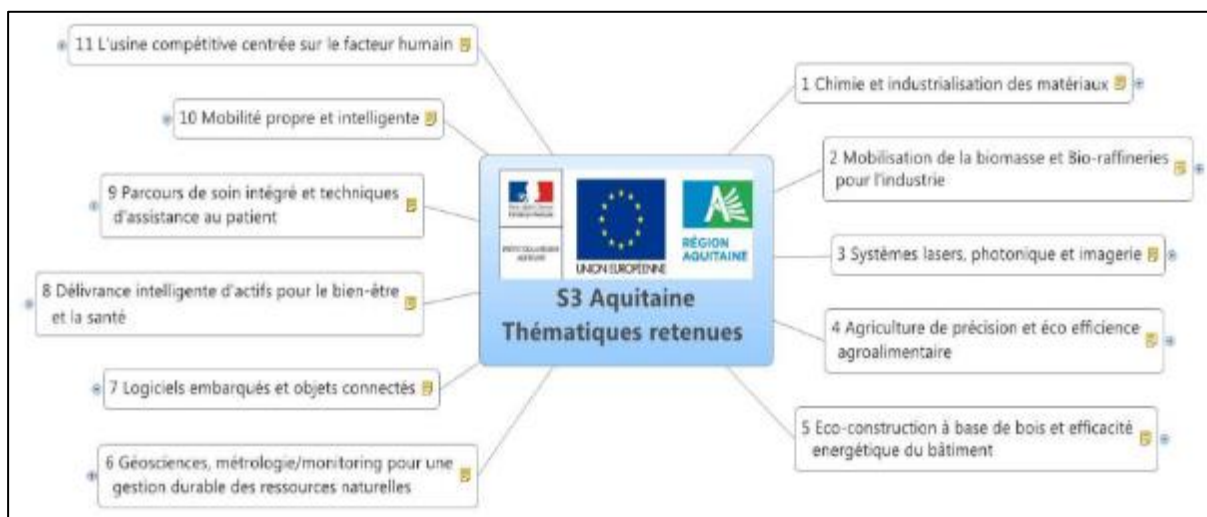 11 L'usine compétitive centrée sur le facteur humain
10 Mobilité propre et intelligente
9 Parcours de soin intégré et techniques
d'assistance au patient
8 Délivrance intelligente d'actifs pour le bien-être
et la santé
7 Logiciels embarqués et objets connectés
6 Géosciences, métrologie/monitoring pour une
gestion durable des ressources naturelles
UNION EUROPÉENNE
RÉGION
AQUITAINE
S3 Aquitaine
Thématiques retenues
1 Chimie et industrialisation des matériaux
2 Mobilisation de la biomasse et Bio-raffineries
pour l'industrie
3 Systèmes lasers, photonique et imagerie
4 Agriculture de précision et éco efficience
agroalimentaire
5 Eco-construction à base de bois et efficacité
energétique du bâtiment